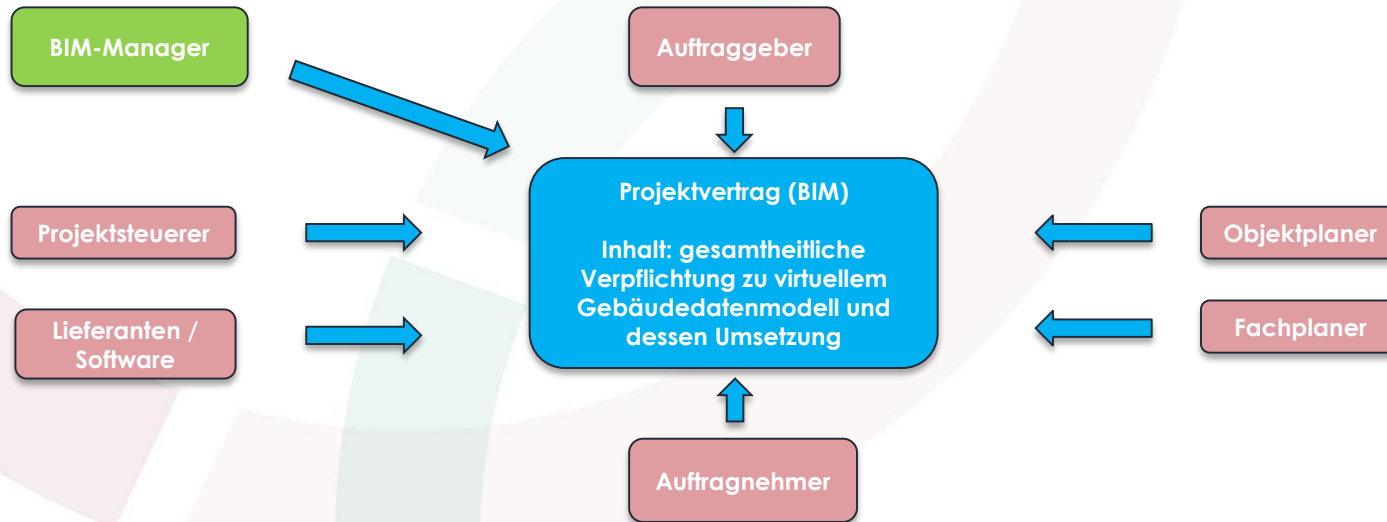 BIM-Manager
Auftraggeber
Projektvertrag (BIM)
Inhalt: gesamtheitliche
Verpflichtung zu virtuellem
Gebäudedatenmodell und
dessen Umsetzung
Projektsteuerer
Lieferanten /
Software
Objektplaner
Fachplaner
Auftragnehmer